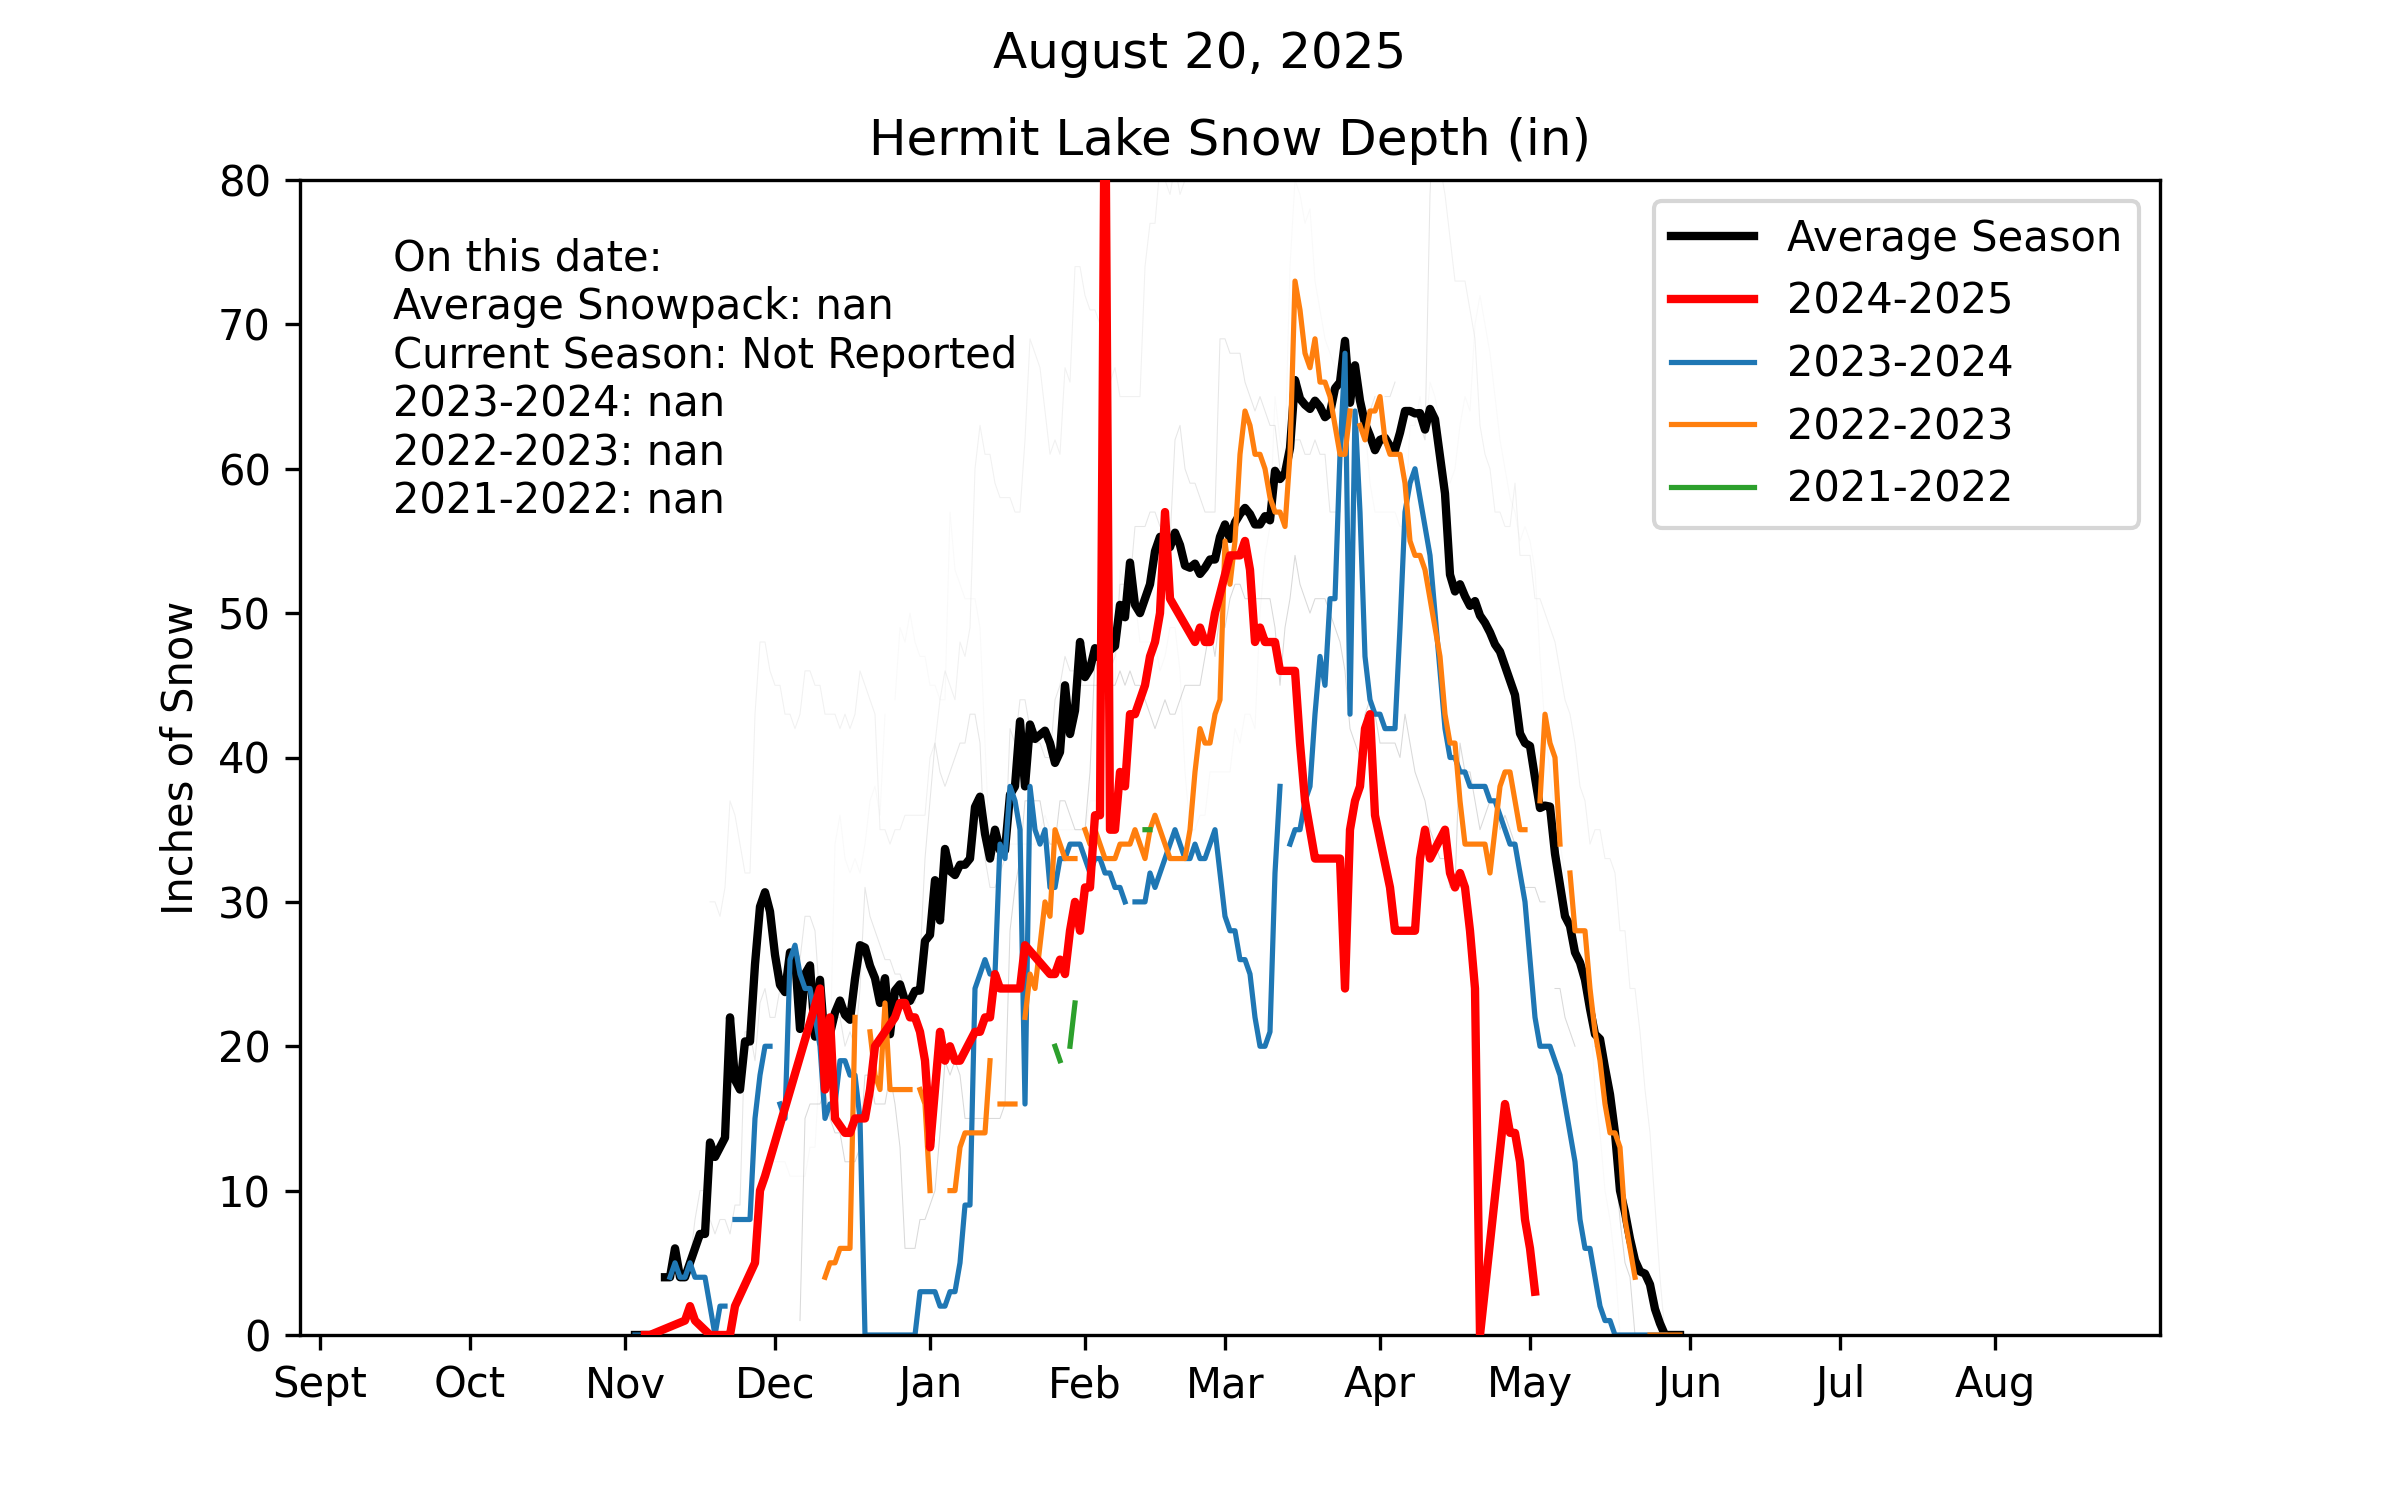 August 20, 2025
Hermit Lake Snow Depth (in)
80
70
60
50
40
30
20
10
0
Inches of Snow
On this date:
Average Snowpack: nan
Current Season: Not Reported
2023-2024: nan
2022-2023: nan
2021-2022: nan
Average Season
2024-2025
2023-2024
2022-2023
2021-2022
Sept Oct Nov Dec Jan Feb Mar Apr May Jun Jul Aug